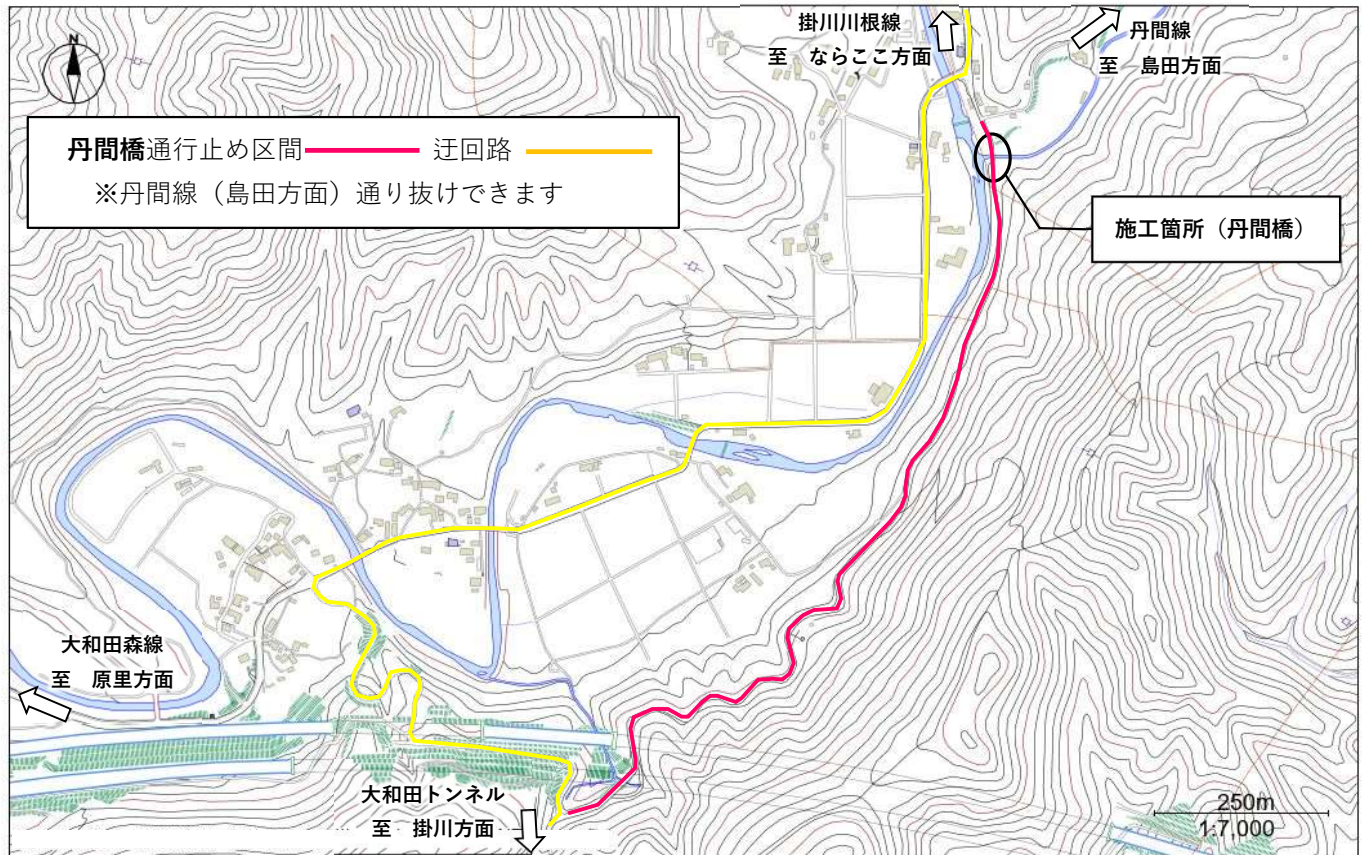 N
掛川川根線
至 ならここ方面
丹間線
至 島田方面
丹間橋通行止め区間 迂回路
※丹間線（島田方面）通り抜けできます
施工箇所（丹間橋）
大和田森線
至 原里方面
大和田トンネル
至 掛川方面
250m
1:7,000